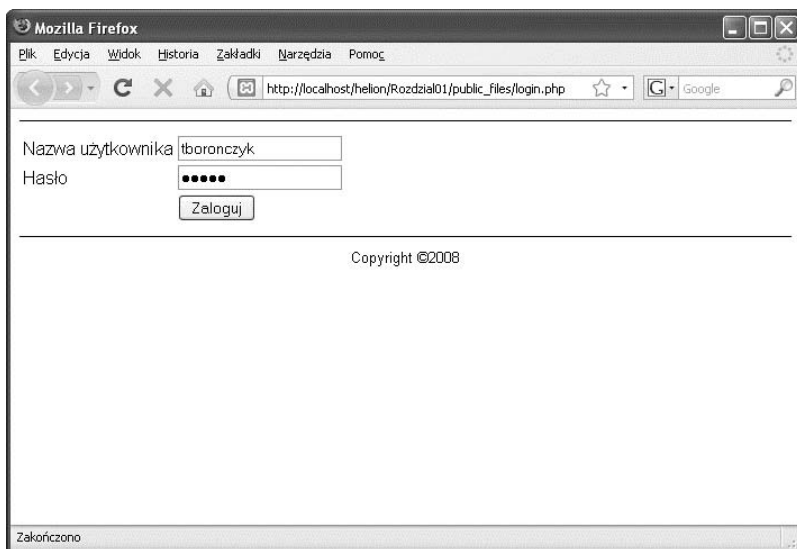 Mozilla Firefox
Plik Edycja Widok Historia Zakładki Narzędzia Pomoc
http://localhost/helion/Rozdzial01/public_files/login.php G Google
Nazwa użytkownika tboronczyk
Hasło •••••
Zaloguj
Copyright ©2008
Zakończono